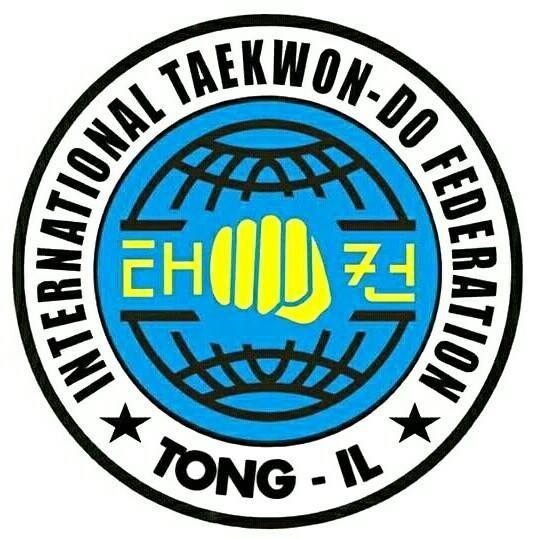 INTERNATIONAL TAEKWON-DO FEDERATION
태 권
TONG - IL